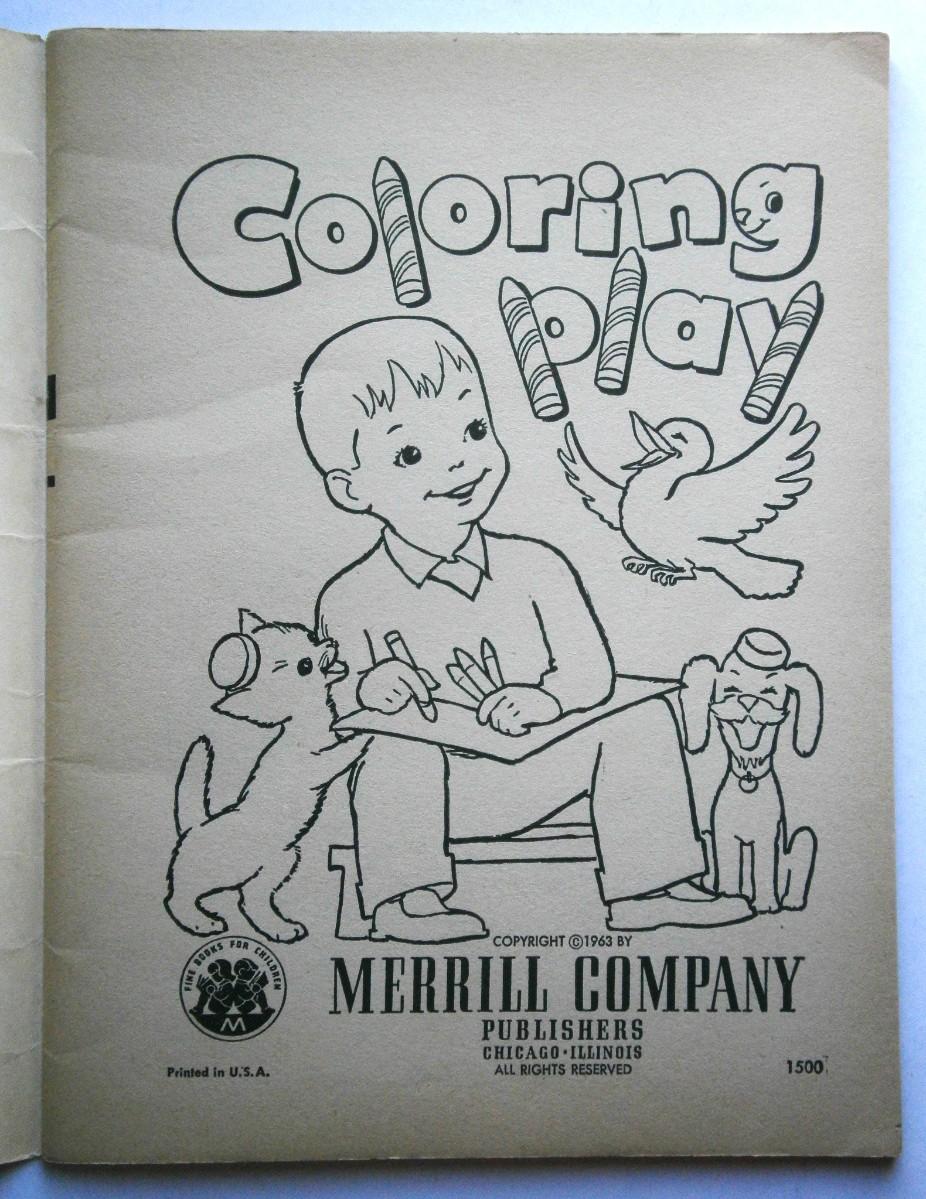 Coloring
play
COPYRIGHT ©1963 BY
FINE BOOKS FOR CHILDREN
M
MERRILL COMPANY
PUBLISHERS
CHICAGO • ILLINOIS
ALL RIGHTS RESERVED
Printed in U.S.A.
1500